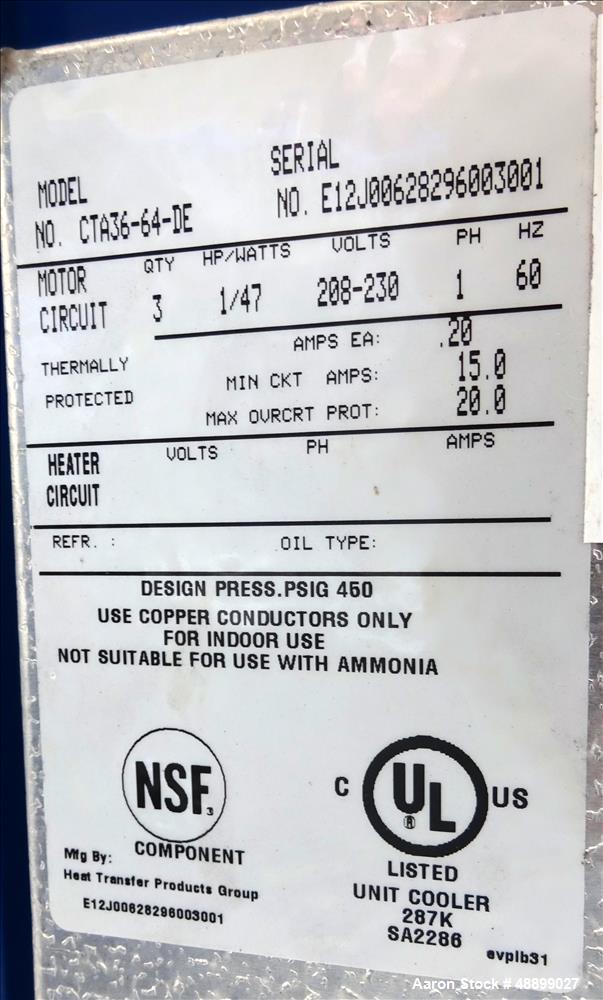 MODEL NO. CTA36-64-DE
SERIAL NO. E12J00628296003001
MOTOR CIRCUIT
QTY HP/WATTS VOLTS PH HZ
3 1/47 208-230 1 60
THERMALLY PROTECTED
AMPS EA: .20
MIN CKT AMPS: 15.0
MAX OVRCRT PROT: 20.0
HEATER CIRCUIT
VOLTS PH AMPS
REFR. : OIL TYPE:
DESIGN PRESS.PSIG 450
USE COPPER CONDUCTORS ONLY
FOR INDOOR USE
NOT SUITABLE FOR USE WITH AMMONIA
NSF®
COMPONENT
Mfg By:
Heat Transfer Products Group
E12J00628296003001
C UL® US
LISTED
UNIT COOLER
287K
SA2286
evplb31
Aaron Stock # 48899027